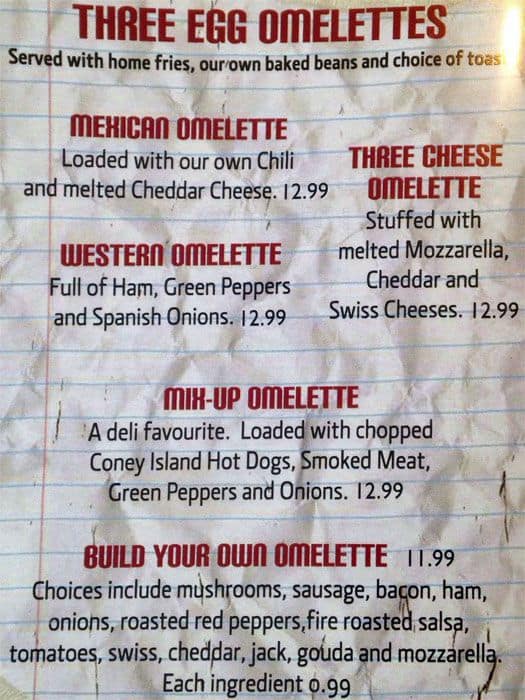 THREE EGG OMELETTES
Served with home fries, our own baked beans and choice of toas
MEXICAN OMELETTE
Loaded with our own Chili
and melted Cheddar Cheese. 12.99
THREE CHEESE
OMELETTE
Stuffed with
melted Mozzarella,
Cheddar and
Swiss Cheeses. 12.99
WESTERN OMELETTE
Full of Ham, Green Peppers
and Spanish Onions. 12.99
MIX-UP OMELETTE
A deli favourite. Loaded with chopped
Coney Island Hot Dogs, Smoked Meat,
Green Peppers and Onions. 12.99
BUILD YOUR OWN OMELETTE 11.99
Choices include mushrooms, sausage, bacon, ham,
onions, roasted red peppers,fire roasted salsa,
tomatoes, swiss, cheddar, jack, gouda and mozzarella.
Each ingredient 0.99